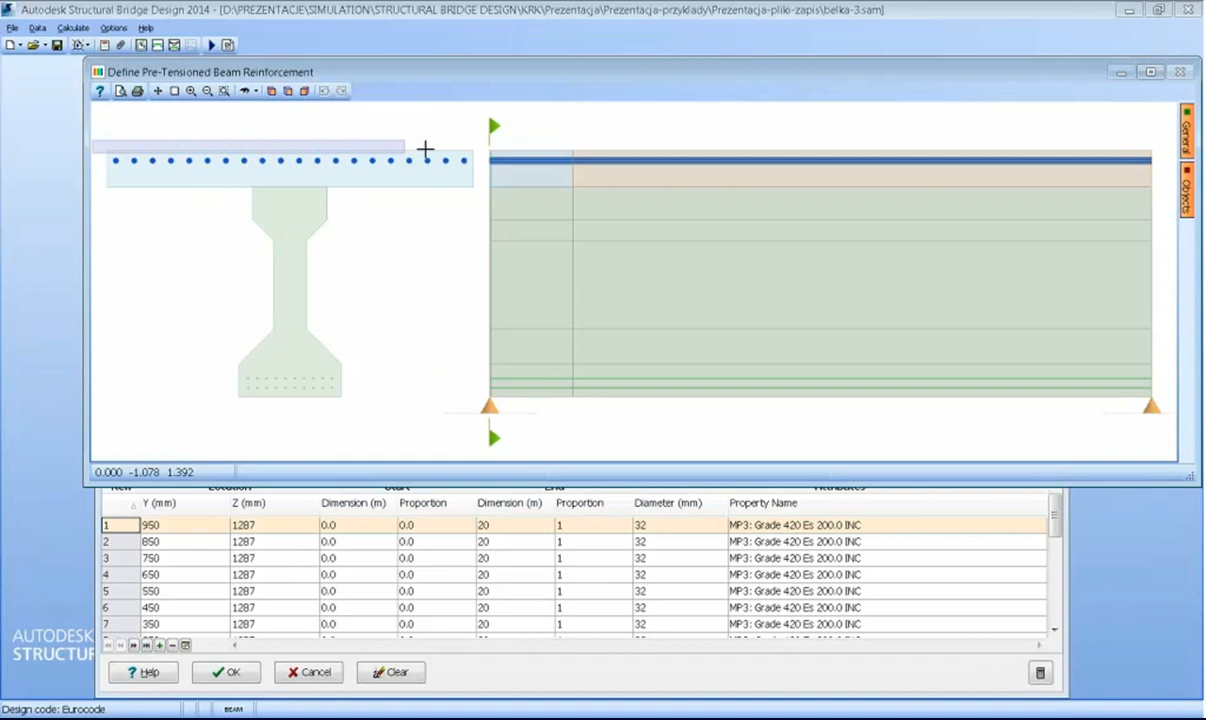 Autodesk Structural Bridge Design 2014 - [D:\PREZENTACJE\SIMULATION\STRUCTURAL BRIDGE DESIGN\KRK\Prezentacja\Prezentacja-przyklady\Prezentacja-pliki-zapis\belka-3.sam]
File Data Calculate Options Help
Define Pre-Tensioned Beam Reinforcement
General
Objects
0.000 -1.078 1.392
Y (mm) Z (mm) Dimension (m) Proportion Dimension (m) Proportion Diameter (mm) Property Name
1 950 1287 0.0 0.0 20 1 32 MP3: Grade 420 Es 200.0 INC
2 850 1287 0.0 0.0 20 1 32 MP3: Grade 420 Es 200.0 INC
3 750 1287 0.0 0.0 20 1 32 MP3: Grade 420 Es 200.0 INC
4 650 1287 0.0 0.0 20 1 32 MP3: Grade 420 Es 200.0 INC
5 550 1287 0.0 0.0 20 1 32 MP3: Grade 420 Es 200.0 INC
6 450 1287 0.0 0.0 20 1 32 MP3: Grade 420 Es 200.0 INC
7 350 1287 0.0 0.0 20 1 32 MP3: Grade 420 Es 200.0 INC
AUTODESK
STRUCTUR
Help OK Cancel Clear
Design code: Eurocode BEAM